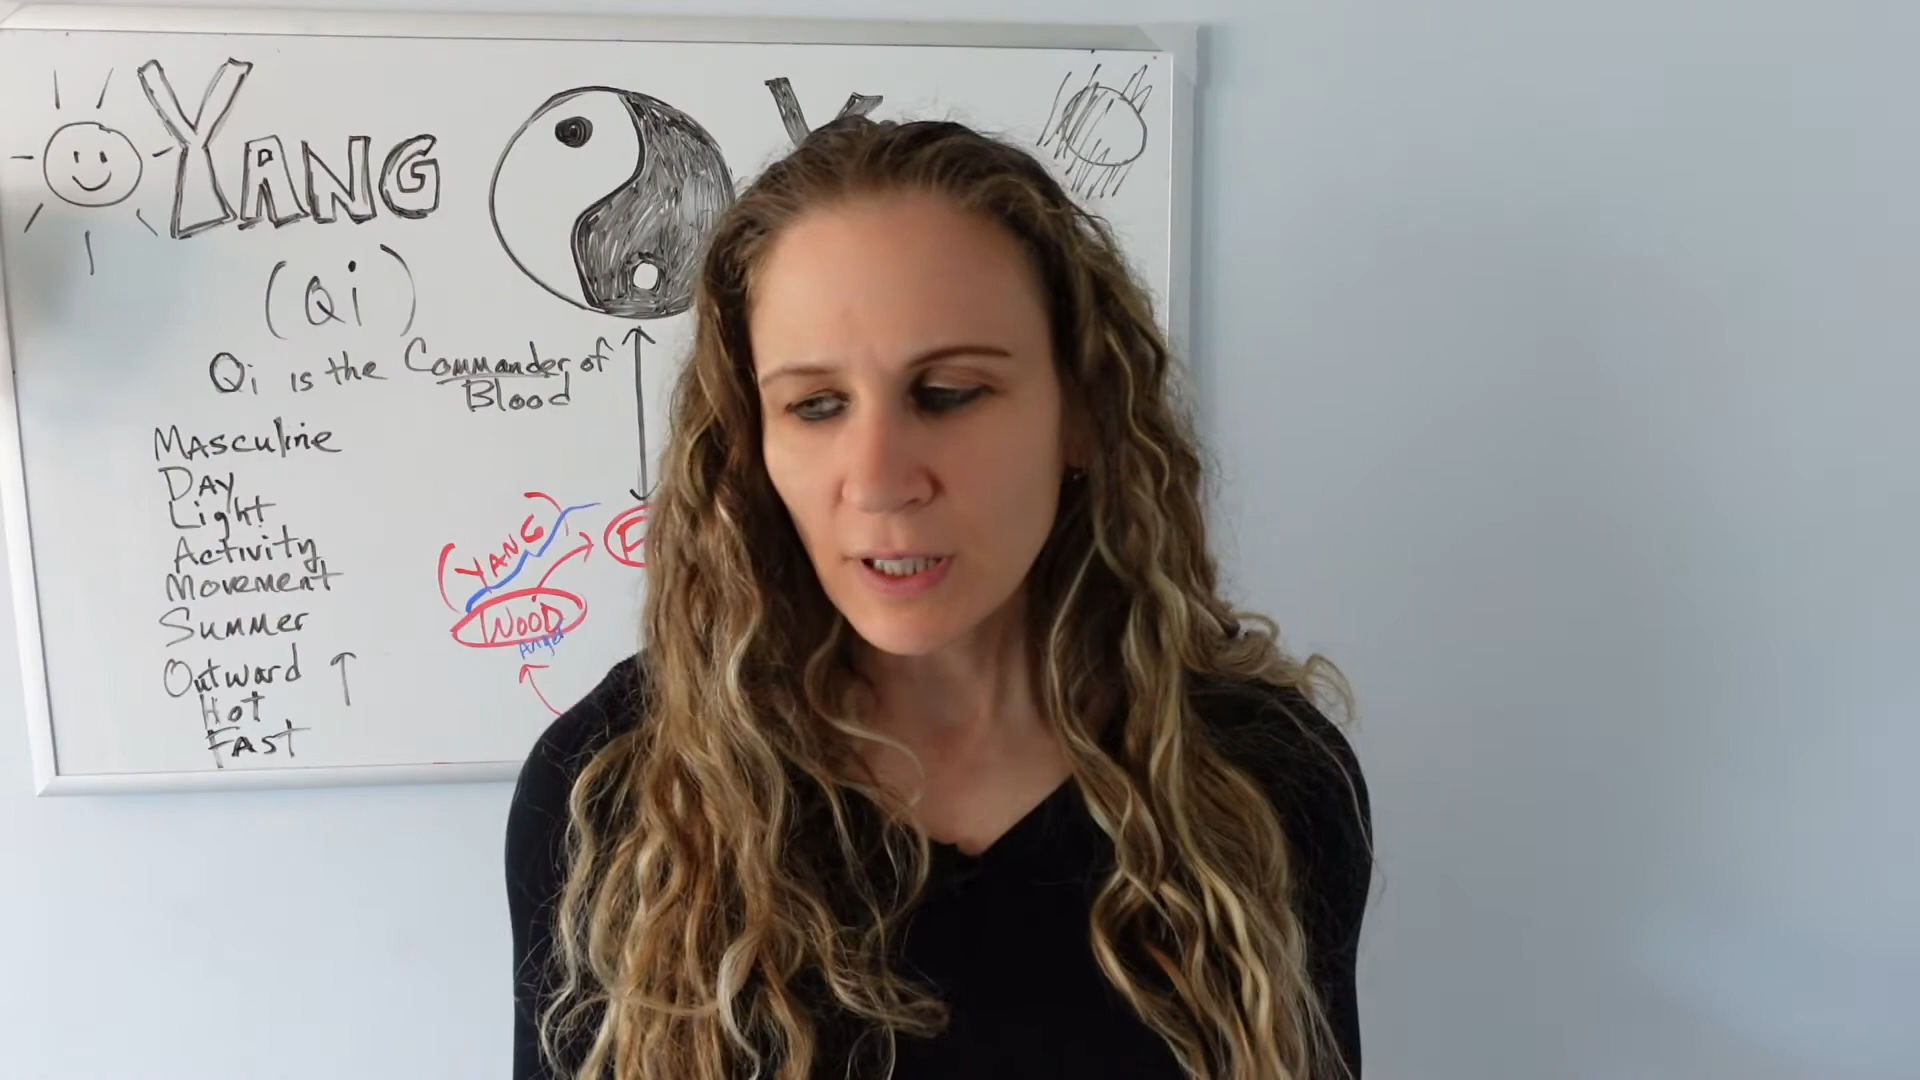 YANG
(Qi)
Qi is the Commander of
Blood
Masculine
Day
Light
Activity
Movement
Summer
Outward
Hot
Fast
(YANG)
WOOD
Anger